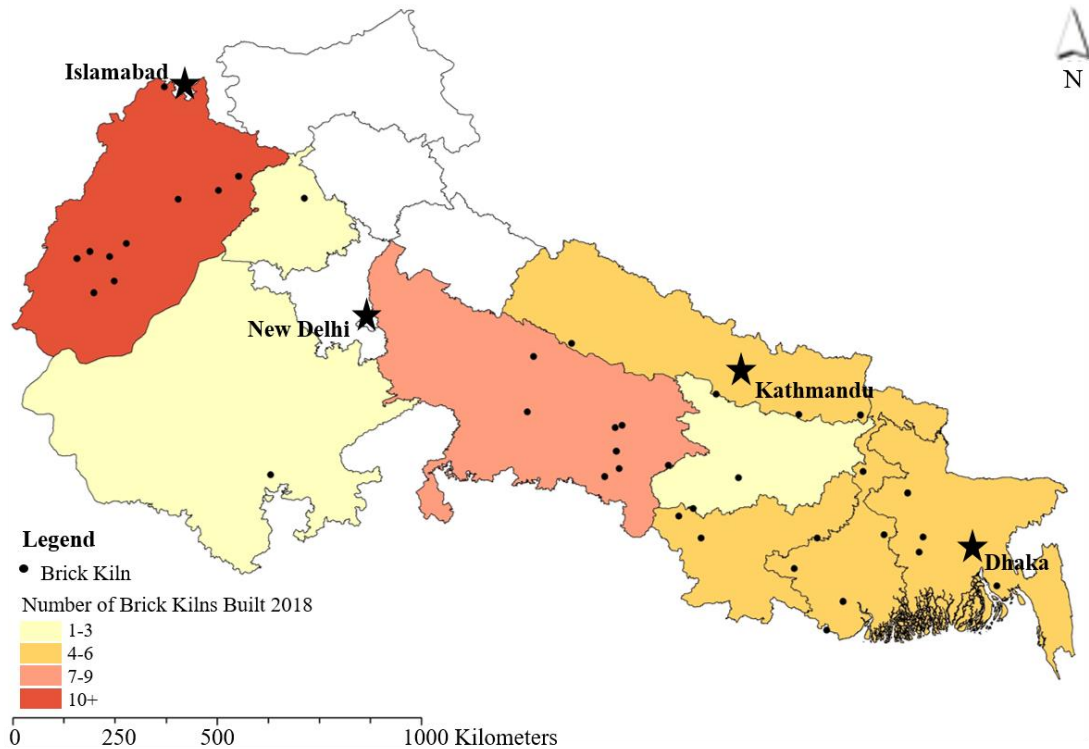 Islamabad
N
New Delhi
Kathmandu
Dhaka
Legend
Brick Kiln
Number of Brick Kilns Built 2018
1-3
4-6
7-9
10+
0 250 500 1000 Kilometers